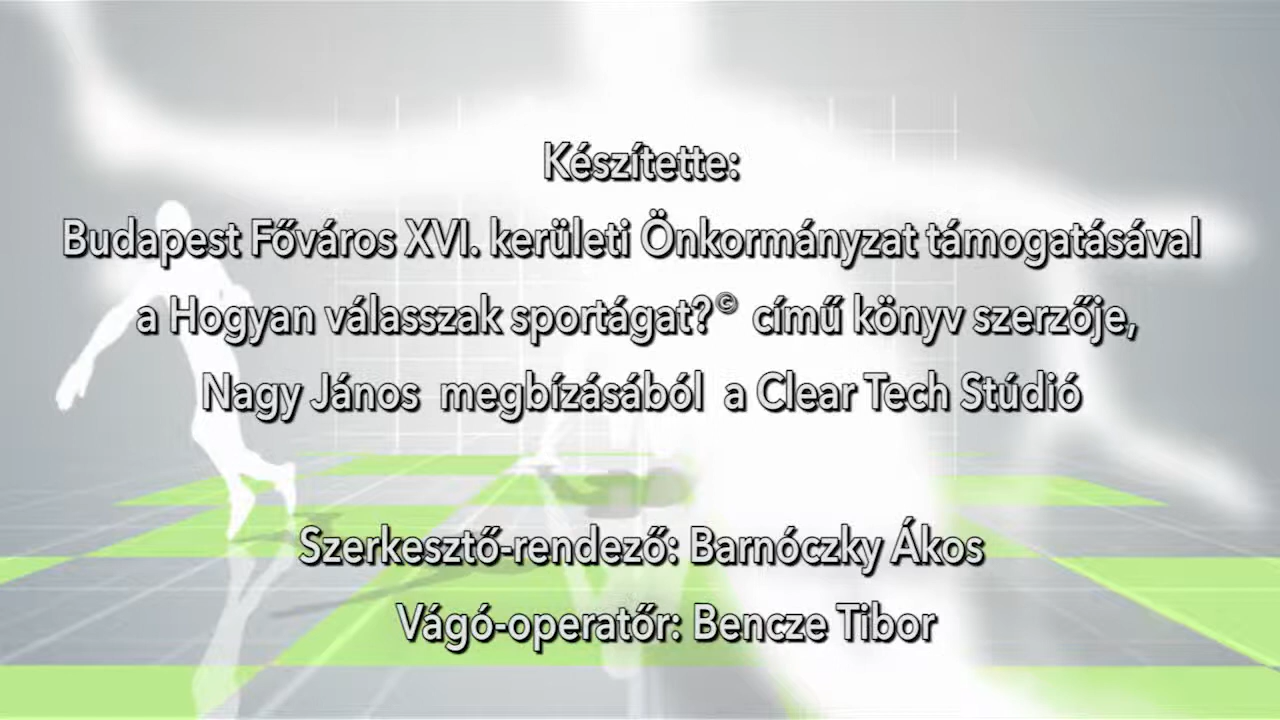 Készítette:
Budapest Főváros XVI. kerületi Önkormányzat támogatásával
a Hogyan válasszak sportágat?© című könyv szerzője,
Nagy János megbízásából a Clear Tech Stúdió
Szerkesztő-rendező: Barnóczky Ákos
Vágó-operatőr: Bencze Tibor